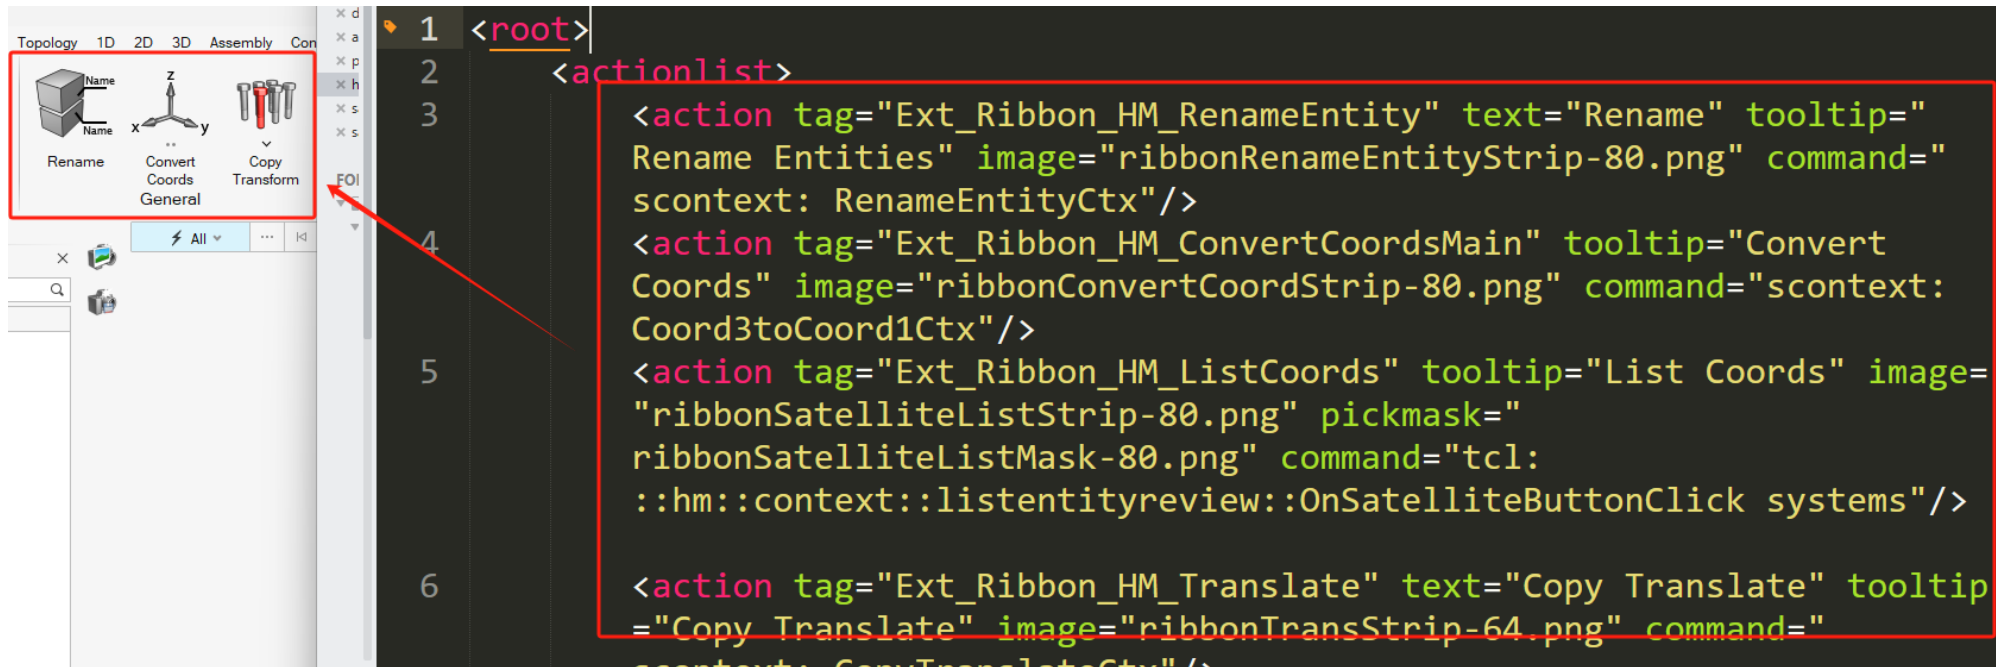 Topology 1D 2D 3D Assembly Con
Name
Name
z
x
y
Rename
Convert
Coords
Copy
Transform
General
All
d
a
p
h
s
s
FOI
1 <root>
2 <actionlist>
3 <action tag="Ext_Ribbon_HM_RenameEntity" text="Rename" tooltip="
Rename Entities" image="ribbonRenameEntityStrip-80.png" command="
scontext: RenameEntityCtx"/>
4 <action tag="Ext_Ribbon_HM_ConvertCoordsMain" tooltip="Convert
Coords" image="ribbonConvertCoordStrip-80.png" command="scontext:
Coord3toCoord1Ctx"/>
5 <action tag="Ext_Ribbon_HM_ListCoords" tooltip="List Coords" image=
"ribbonSatelliteListStrip-80.png" pickmask="
ribbonSatelliteListMask-80.png" command="tcl:
::hm::context::listentityreview::OnSatelliteButtonClick systems"/>
6 <action tag="Ext_Ribbon_HM_Translate" text="Copy Translate" tooltip
="Copy Translate" image="ribbonTransStrip-64.png" command="
scontext: CopyTranslateCtx"/>